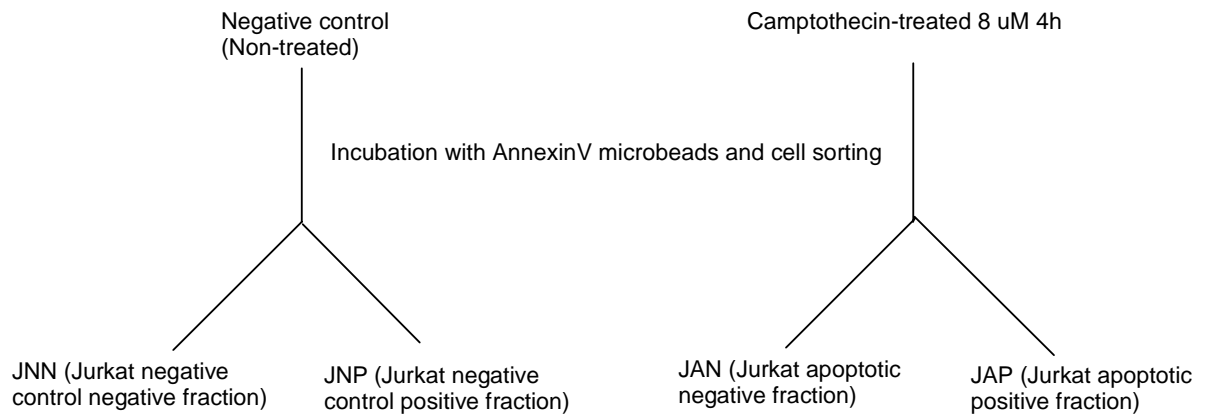 Negative control
(Non-treated)
Camptothecin-treated 8 uM 4h
Incubation with AnnexinV microbeads and cell sorting
JNN (Jurkat negative
control negative fraction)
JNP (Jurkat negative
control positive fraction)
JAN (Jurkat apoptotic
negative fraction)
JAP (Jurkat apoptotic
positive fraction)